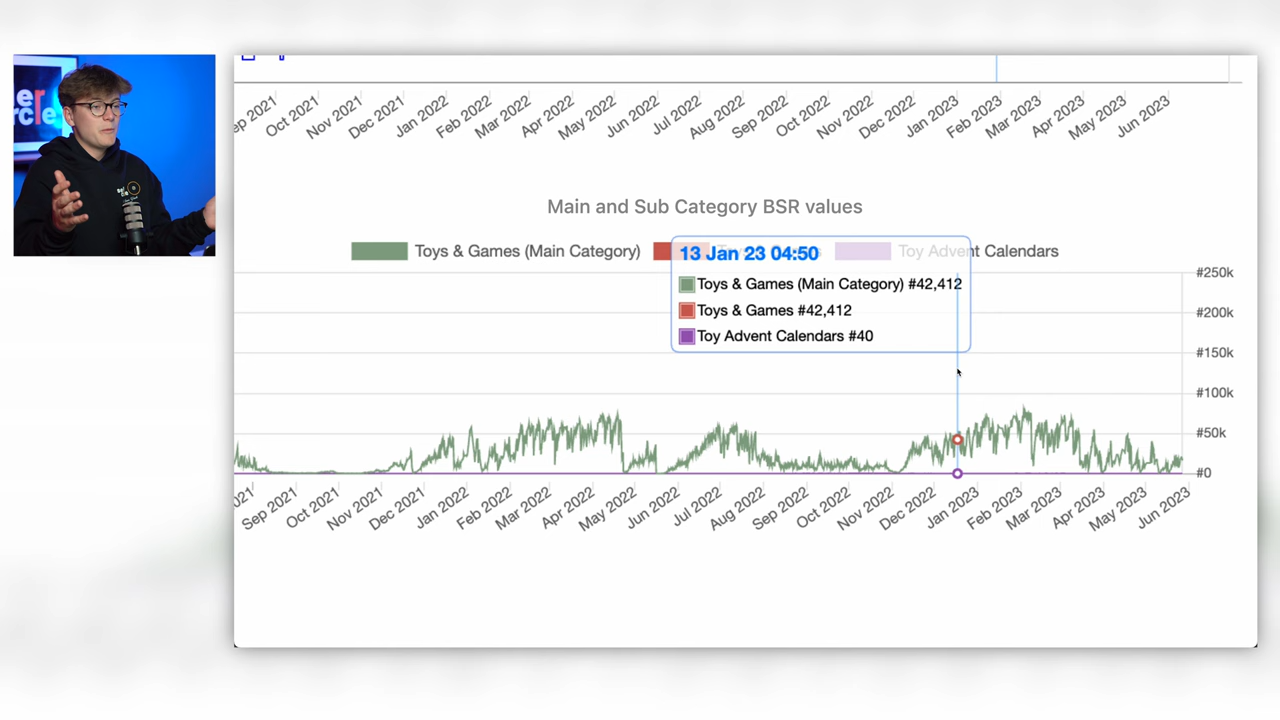 er
rcle
ep 2021 Oct 2021 Nov 2021 Dec 2021 Jan 2022 Feb 2022 Mar 2022 Apr 2022 May 2022 Jun 2022 Jul 2022 Aug 2022 Sep 2022 Oct 2022 Nov 2022 Dec 2022 Jan 2023 Feb 2023 Mar 2023 Apr 2023 May 2023 Jun 2023
Main and Sub Category BSR values
Toys & Games (Main Category) Toys & Games Toy Advent Calendars
13 Jan 23 04:50
Toys & Games (Main Category) #42,412
Toys & Games #42,412
Toy Advent Calendars #40
#250k
#200k
#150k
#100k
#50k
#0
021 Sep 2021 Oct 2021 Nov 2021 Dec 2021 Jan 2022 Feb 2022 Mar 2022 Apr 2022 May 2022 Jun 2022 Jul 2022 Aug 2022 Sep 2022 Oct 2022 Nov 2022 Dec 2022 Jan 2023 Feb 2023 Mar 2023 Apr 2023 May 2023 Jun 2023